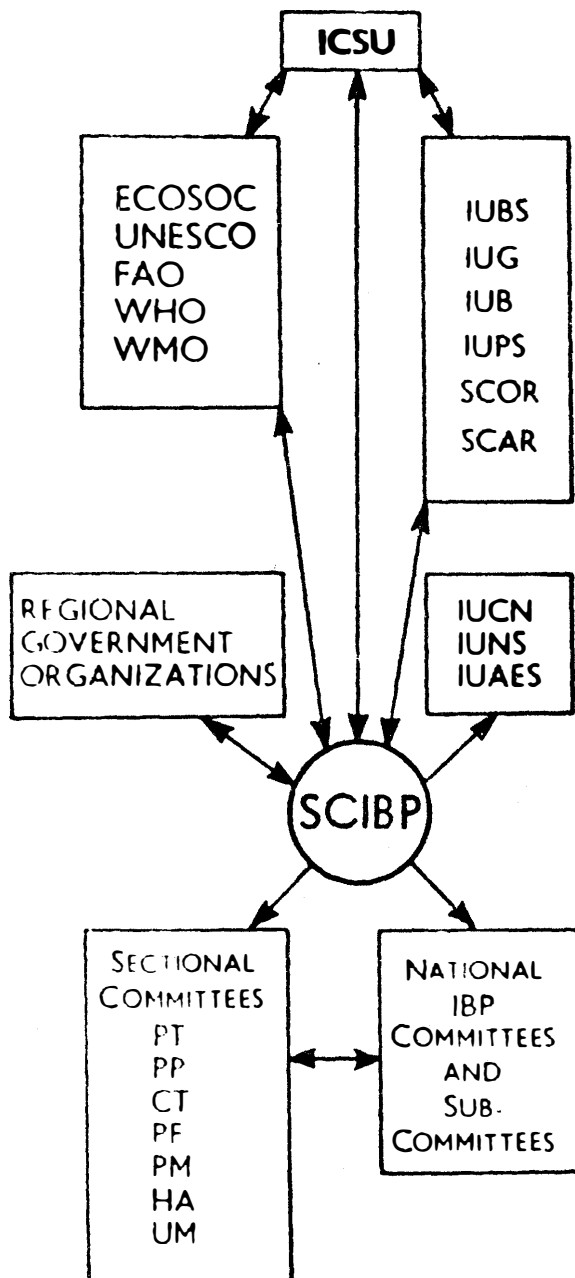 ICSU
ECOSOC
UNESCO
FAO
WHO
WMO
IUBS
IUG
IUB
IUPS
SCOR
SCAR
REGIONAL
GOVERNMENT
ORGANIZATIONS
IUCN
IUNS
IUAES
SCIBP
SECTIONAL
COMMITTEES
PT
PP
CT
PF
PM
HA
UM
NATIONAL
IBP
COMMITTEES
AND
SUB-
COMMITTEES